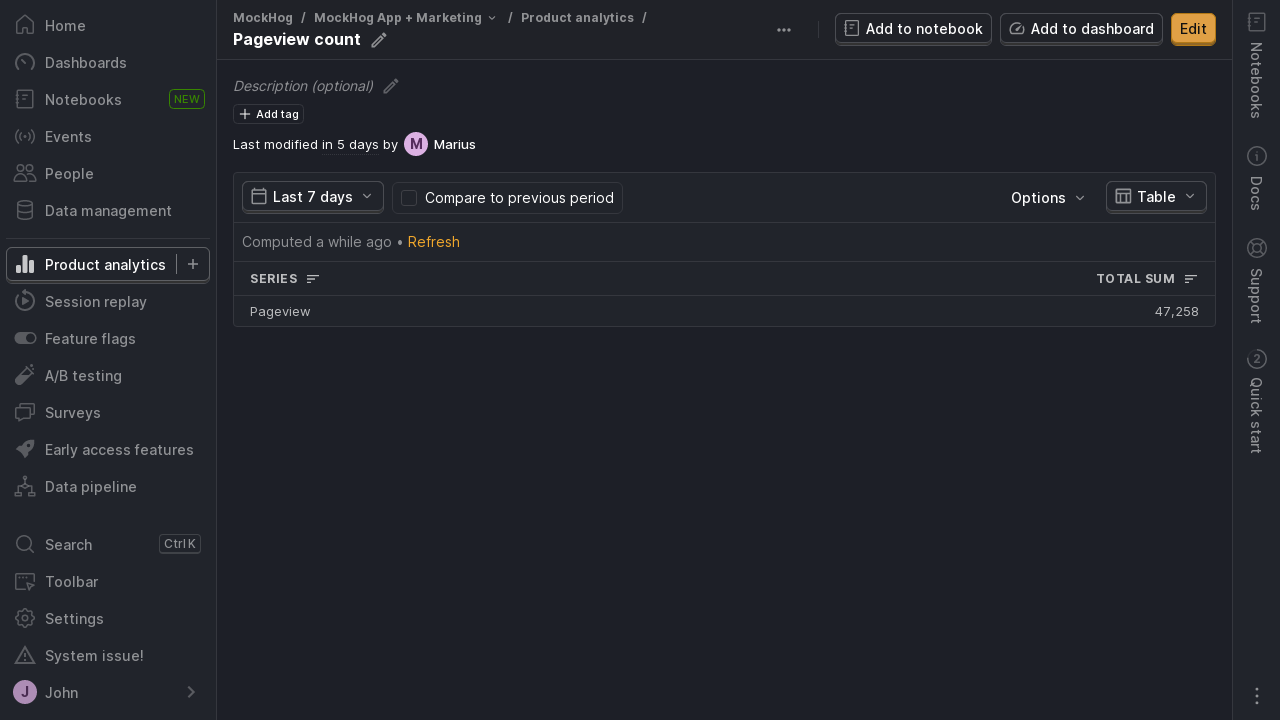 Home
Dashboards
Notebooks NEW
Events
People
Data management
Product analytics
Session replay
Feature flags
A/B testing
Surveys
Early access features
Data pipeline
Search Ctrl K
Toolbar
Settings
System issue!
J John
MockHog / MockHog App + Marketing / Product analytics /
Pageview count
Add to notebook
Add to dashboard
Edit
Description (optional)
Add tag
Last modified in 5 days by M Marius
Last 7 days
Compare to previous period
Options
Table
Computed a while ago • Refresh
SERIES TOTAL SUM
Pageview 47,258
Notebooks
Docs
Support
2
Quick start